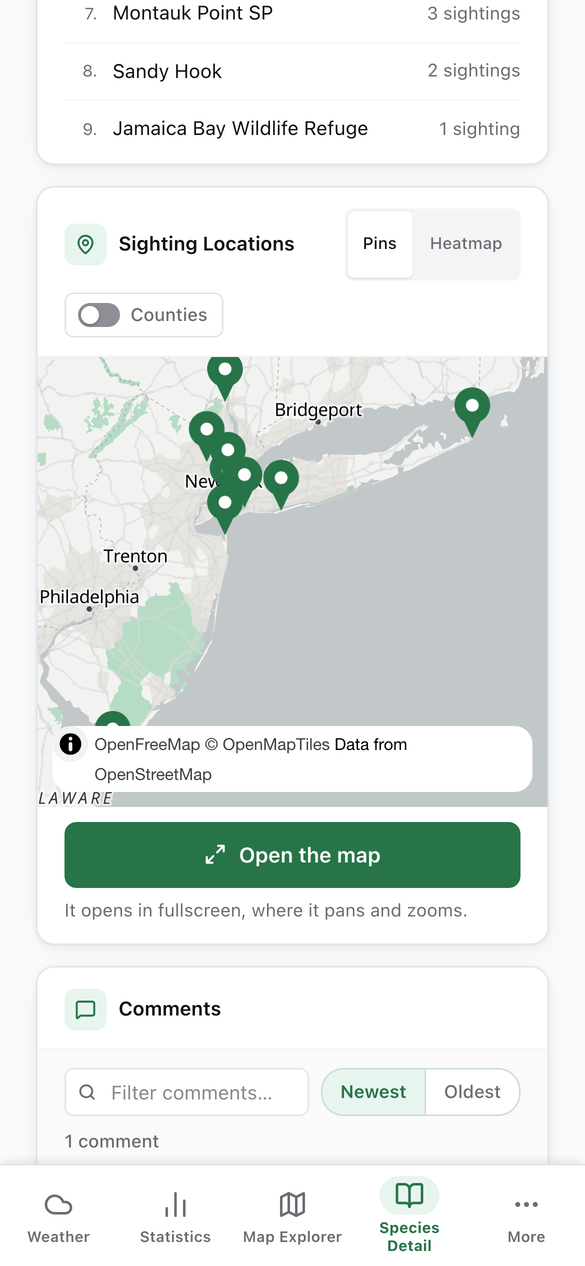 7. Montauk Point SP 3 sightings
8. Sandy Hook 2 sightings
9. Jamaica Bay Wildlife Refuge 1 sighting
Sighting Locations
Pins Heatmap
Counties
Bridgeport
Trenton
Philadelphia
OpenFreeMap © OpenMapTiles Data from
OpenStreetMap
LAWARE
Open the map
It opens in fullscreen, where it pans and zooms.
Comments
Filter comments...
Newest Oldest
1 comment
Weather Statistics Map Explorer Species Detail More